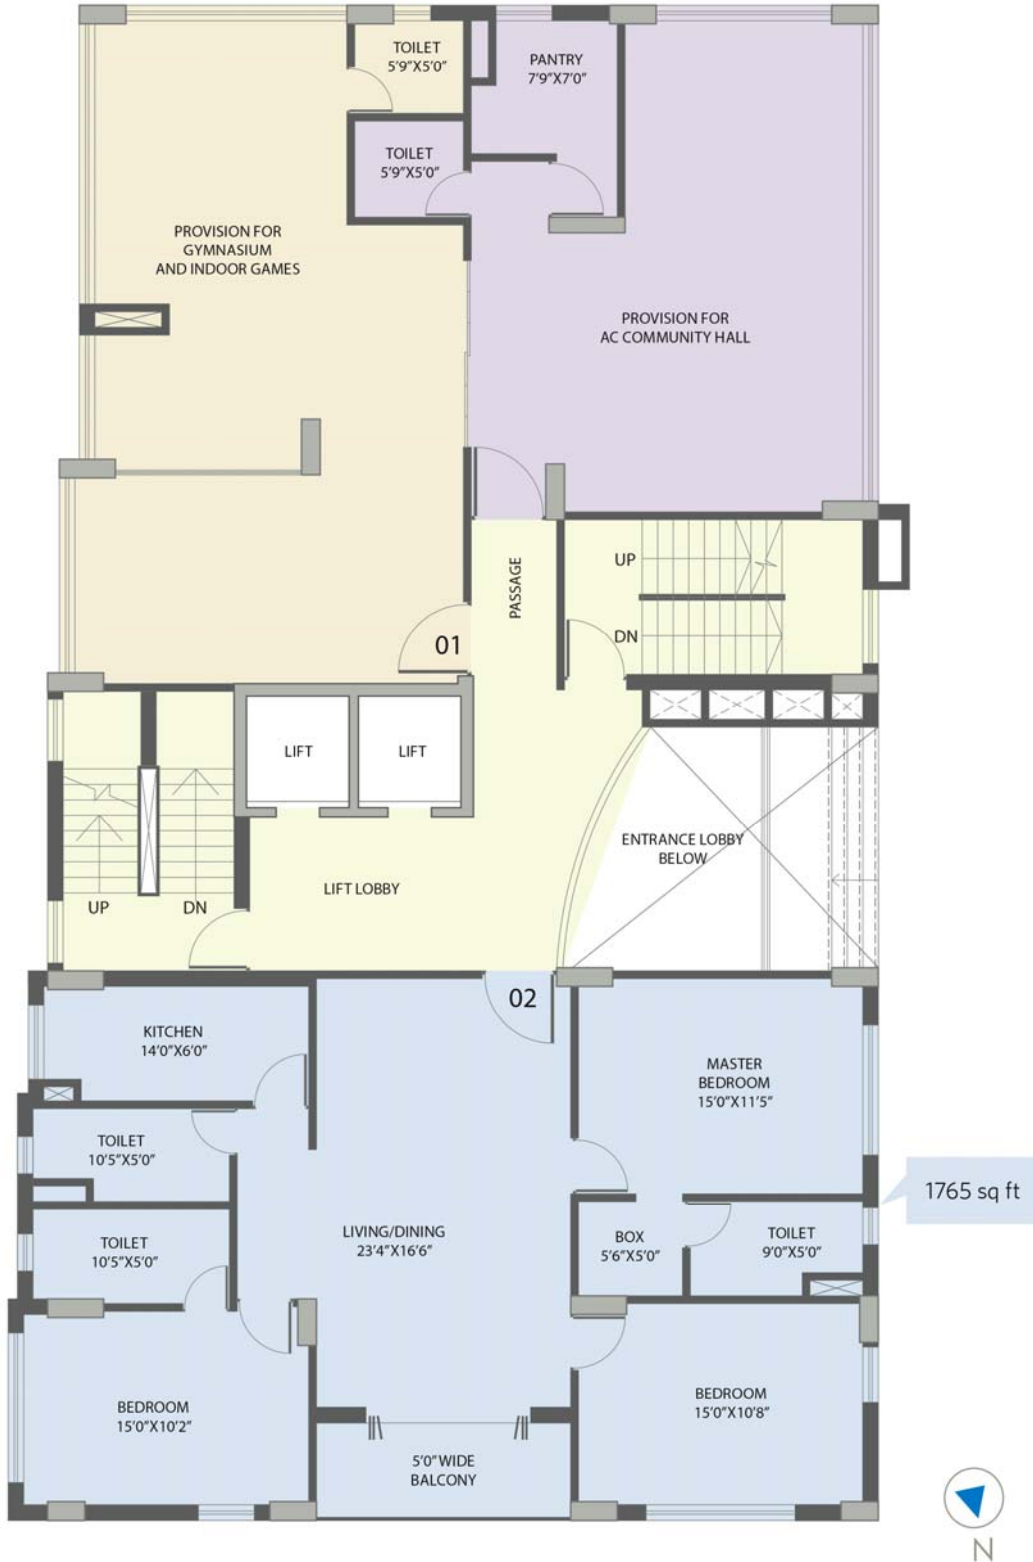 TOILET
5'9"X5'0"
PANTRY
7'9"X7'0"
TOILET
5'9"X5'0"
PROVISION FOR
GYMNASIUM
AND INDOOR GAMES
PROVISION FOR
AC COMMUNITY HALL
PASSAGE
UP
DN
01
LIFT
LIFT
ENTRANCE LOBBY
BELOW
LIFT LOBBY
UP
DN
02
KITCHEN
14'0"X6'0"
MASTER
BEDROOM
15'0"X11'5"
TOILET
10'5"X5'0"
1765 sq ft
LIVING/DINING
23'4"X16'6"
BOX
5'6"X5'0"
TOILET
9'0"X5'0"
TOILET
10'5"X5'0"
BEDROOM
15'0"X10'2"
BEDROOM
15'0"X10'8"
5'0" WIDE
BALCONY
N